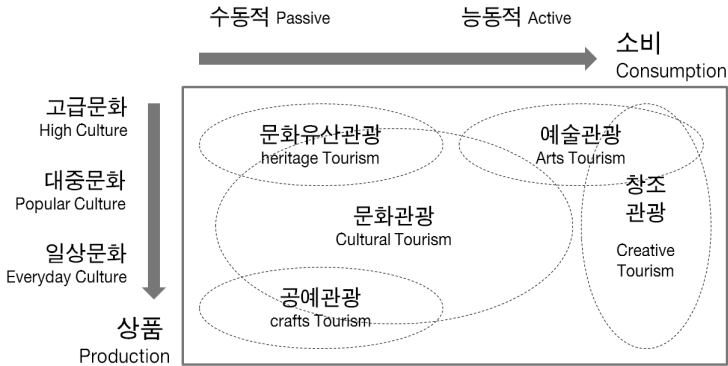 수동적 Passive
능동적 Active
소비
Consumption
고급문화
High Culture
대중문화
Popular Culture
일상문화
Everyday Culture
상품
Production
문화유산관광
heritage Tourism
예술관광
Arts Tourism
창조
관광
Creative
Tourism
문화관광
Cultural Tourism
공예관광
crafts Tourism